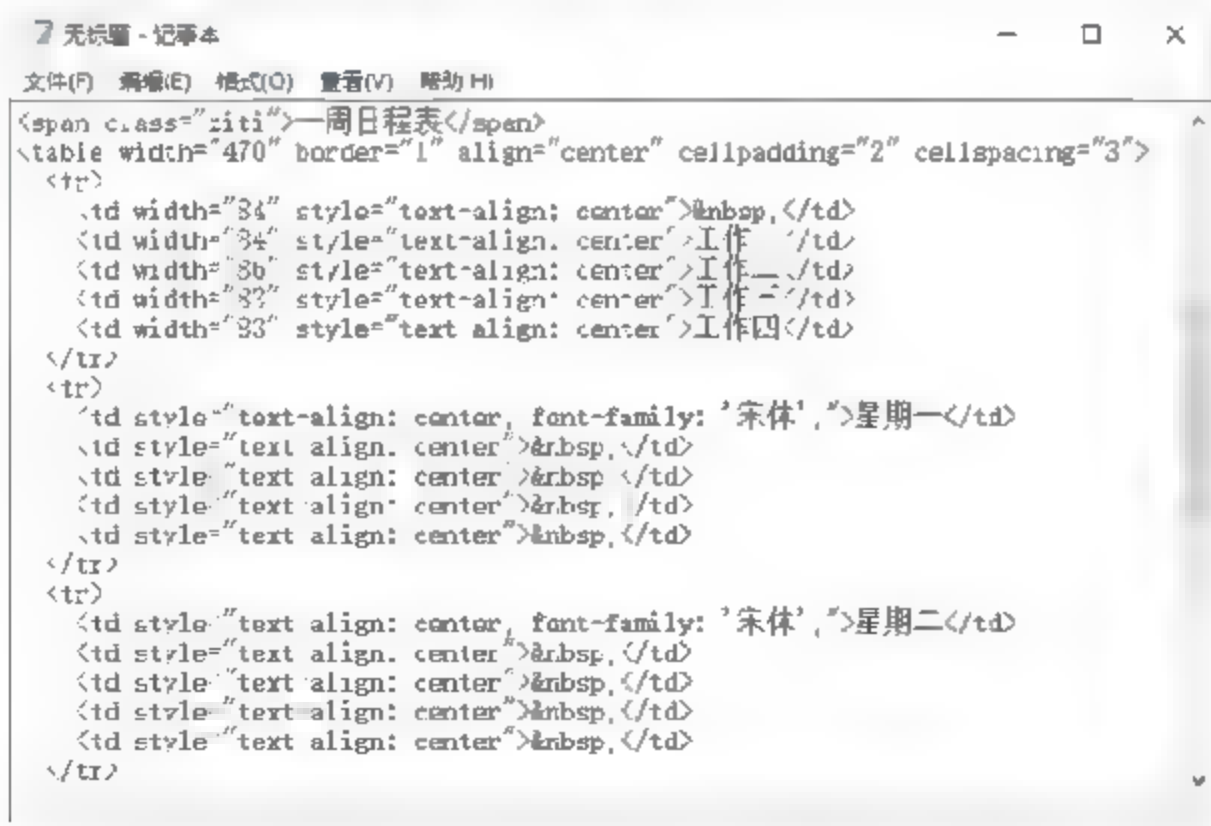 无标题 - 记事本
文件(F) 编辑(E) 格式(O) 查看(V) 帮助(H)
<span class="ziti">一周日程表</span>
<table width="470" border="1" align="center" cellpadding="2" cellspacing="3">
<tr>
<td width="84" style="text-align: center">&nbsp;</td>
<td width="84" style="text-align: center">工作一</td>
<td width="86" style="text-align: center">工作二</td>
<td width="87" style="text-align: center">工作三</td>
<td width="83" style="text-align: center">工作四</td>
</tr>
<tr>
<td style="text-align: center; font-family: '宋体';">星期一</td>
<td style="text-align: center">&nbsp;</td>
<td style="text-align: center">&nbsp;</td>
<td style="text-align: center">&nbsp;</td>
<td style="text-align: center">&nbsp;</td>
</tr>
<tr>
<td style="text-align: center; font-family: '宋体';">星期二</td>
<td style="text-align: center">&nbsp;</td>
<td style="text-align: center">&nbsp;</td>
<td style="text-align: center">&nbsp;</td>
<td style="text-align: center">&nbsp;</td>
</tr>